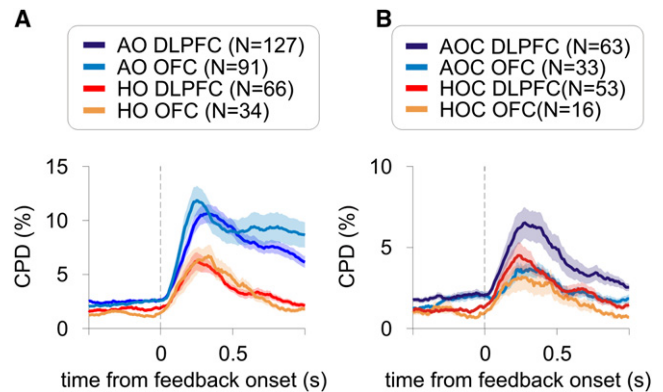 A
AO DLPFC (N=127)
AO OFC (N=91)
HO DLPFC (N=66)
HO OFC (N=34)
15
10
5
0
CPD (%)
0
0.5
time from feedback onset (s)
B
AOC DLPFC (N=63)
AOC OFC (N=33)
HOC DLPFC(N=53)
HOC OFC(N=16)
10
5
0
CPD (%)
0
0.5
time from feedback onset (s)